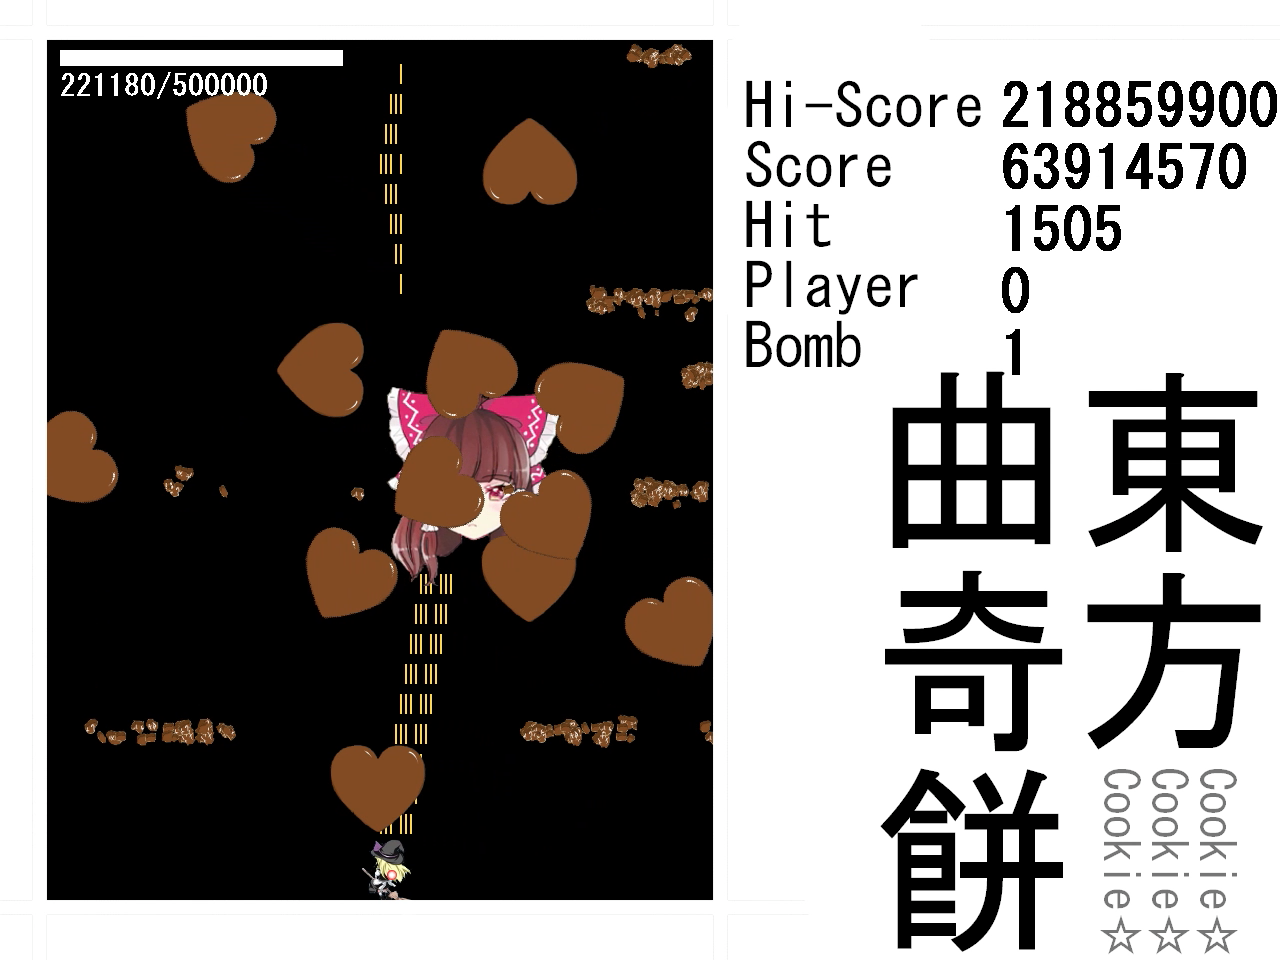 221180/500000
Hi-Score 218859900
Score 63914570
Hit 1505
Player 0
Bomb 1
東方
曲奇餅
Cookie☆
Cookie☆
Cookie☆